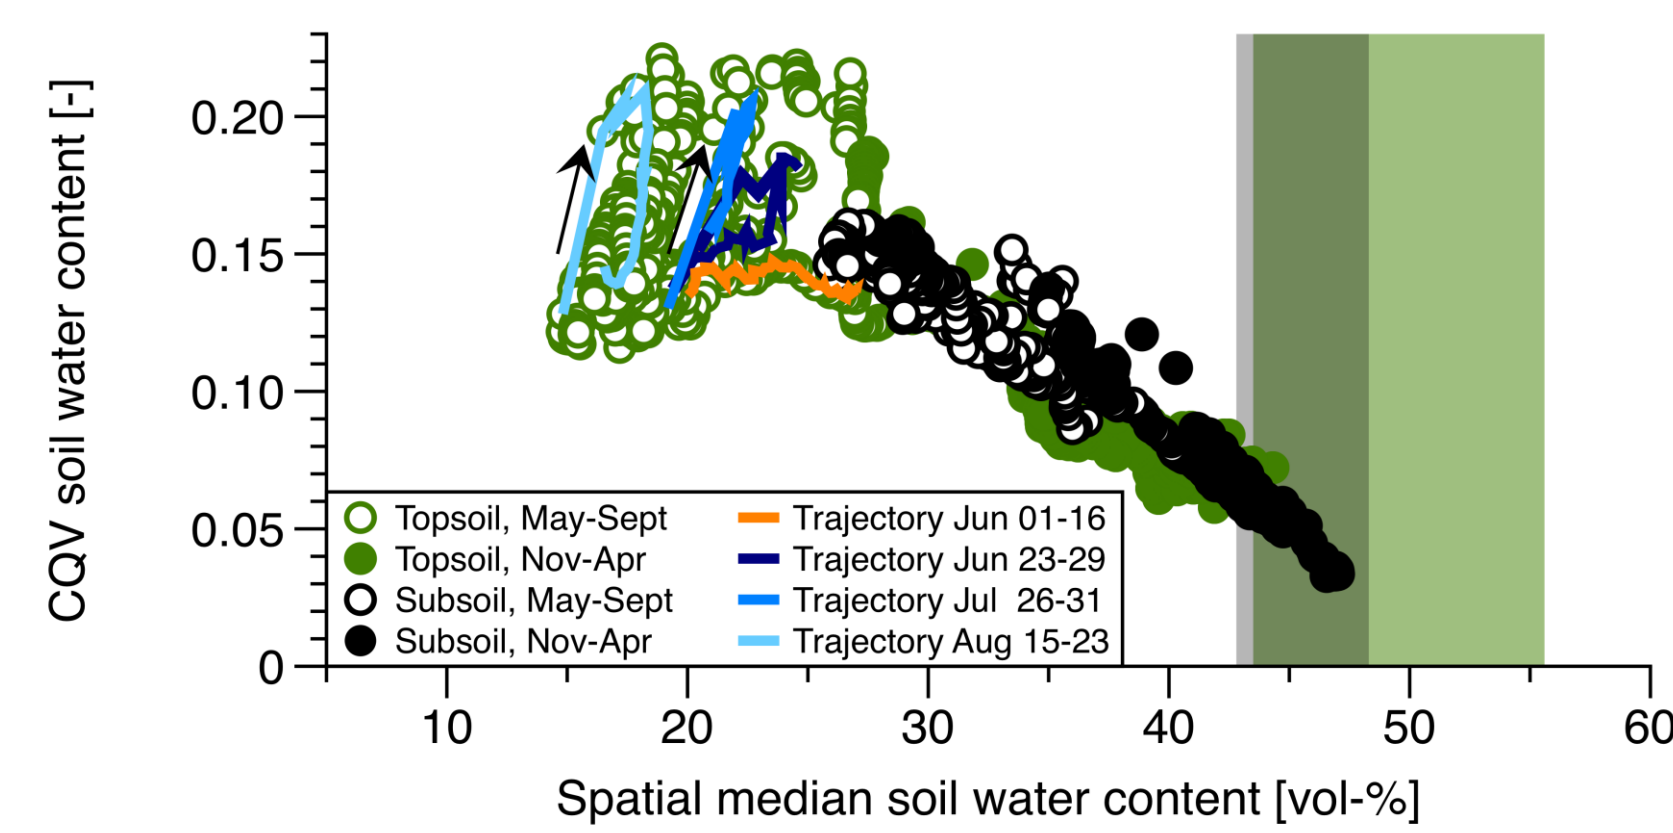 CQV soil water content [-]
0.20
0.15
0.10
0.05
0
Topsoil, May-Sept
Topsoil, Nov-Apr
Subsoil, May-Sept
Subsoil, Nov-Apr
Trajectory Jun 01-16
Trajectory Jun 23-29
Trajectory Jul  26-31
Trajectory Aug 15-23
10 20 30 40 50 60
Spatial median soil water content [vol-%]